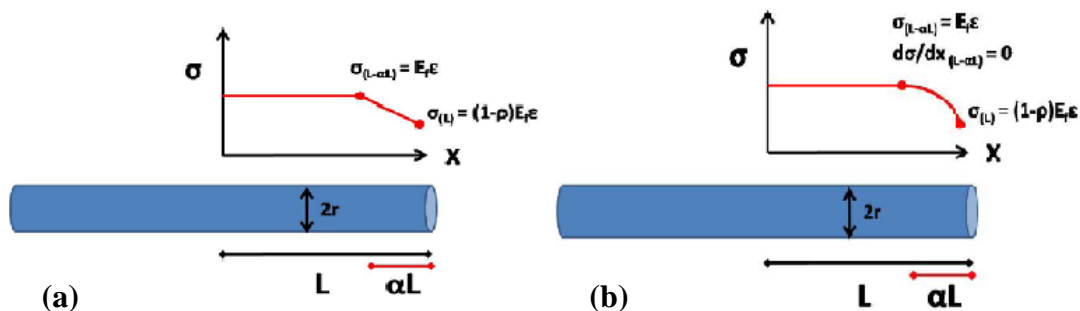 σ
σ₍L-αL₎ = Efε
σ(L) = (1-ρ)Efε
X
2r
L
αL
(a)
σ₍L-αL₎ = Efε
dσ/dx (L-αL) = 0
σ
σ(L) = (1-ρ)Efε
X
2r
L
αL
(b)